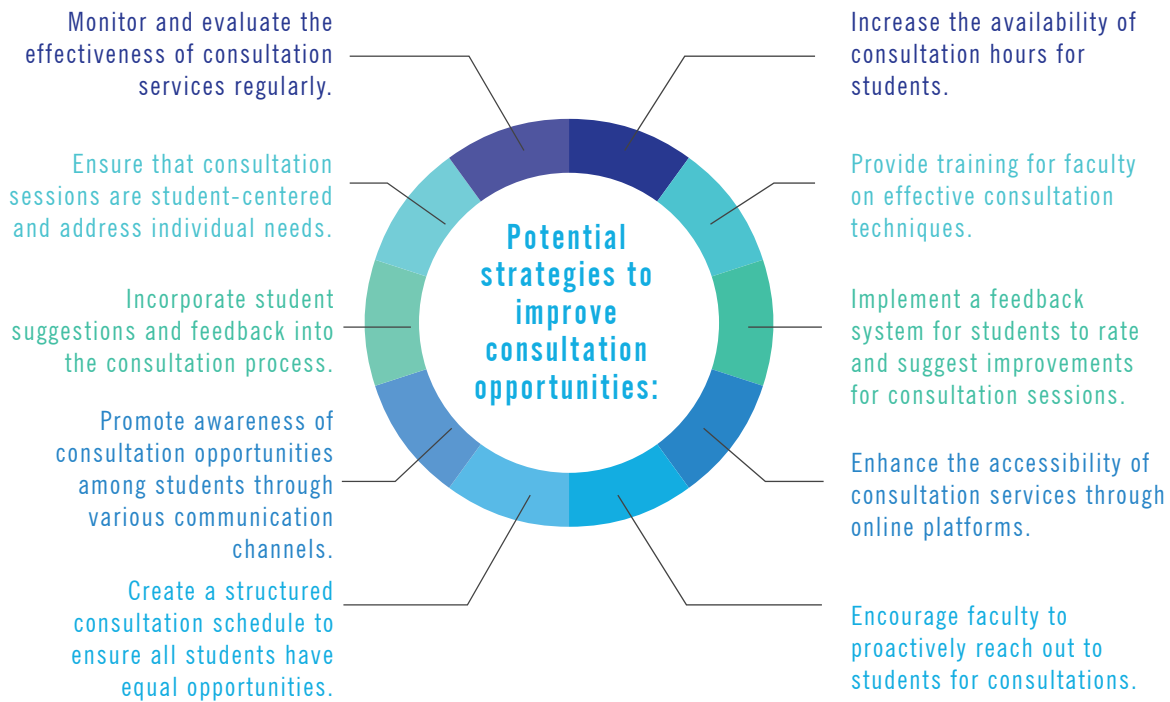 Potential
strategies to
improve
consultation
opportunities:
Increase the availability of
consultation hours for
students.
Provide training for faculty
on effective consultation
techniques.
Implement a feedback
system for students to rate
and suggest improvements
for consultation sessions.
Enhance the accessibility of
consultation services through
online platforms.
Encourage faculty to
proactively reach out to
students for consultations.
Create a structured
consultation schedule to
ensure all students have
equal opportunities.
Promote awareness of
consultation opportunities
among students through
various communication
channels.
Incorporate student
suggestions and feedback into
the consultation process.
Ensure that consultation
sessions are student-centered
and address individual needs.
Monitor and evaluate the
effectiveness of consultation
services regularly.